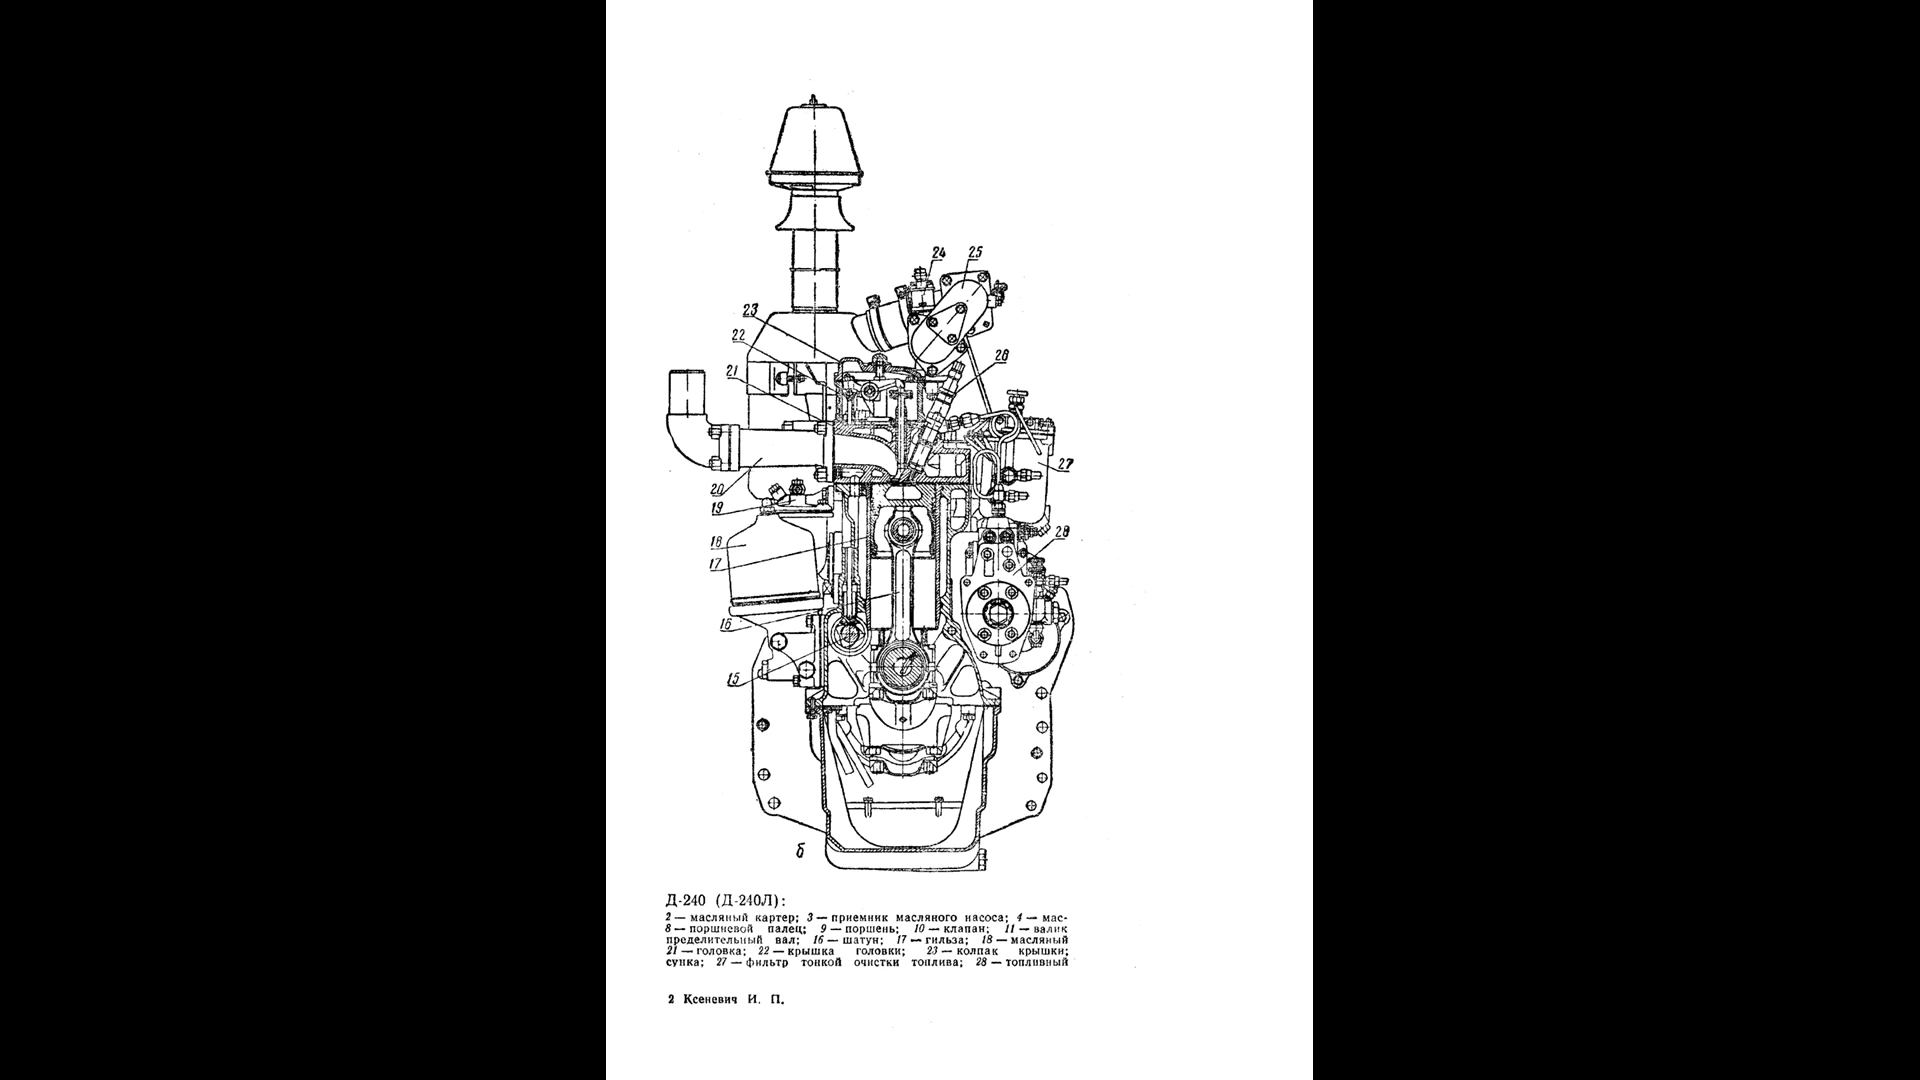 24 25
23
22
26
21
27
20
19
18
28
17
16
15
б
Д-240 (Д-240Л):
2 — масляный картер; 3 — приемник масляного насоса; 4 — мас-
8 — поршневой палец; 9 — поршень; 10 — клапан; 11 — валик
пределительный вал; 16 — шатун; 17 — гильза; 18 — масляный
21 — головка; 22 — крышка головки; 23 — колпак крышки;
сунка; 27 — фильтр тонкой очистки топлива; 28 — топливный
2 Ксеневич И. П.